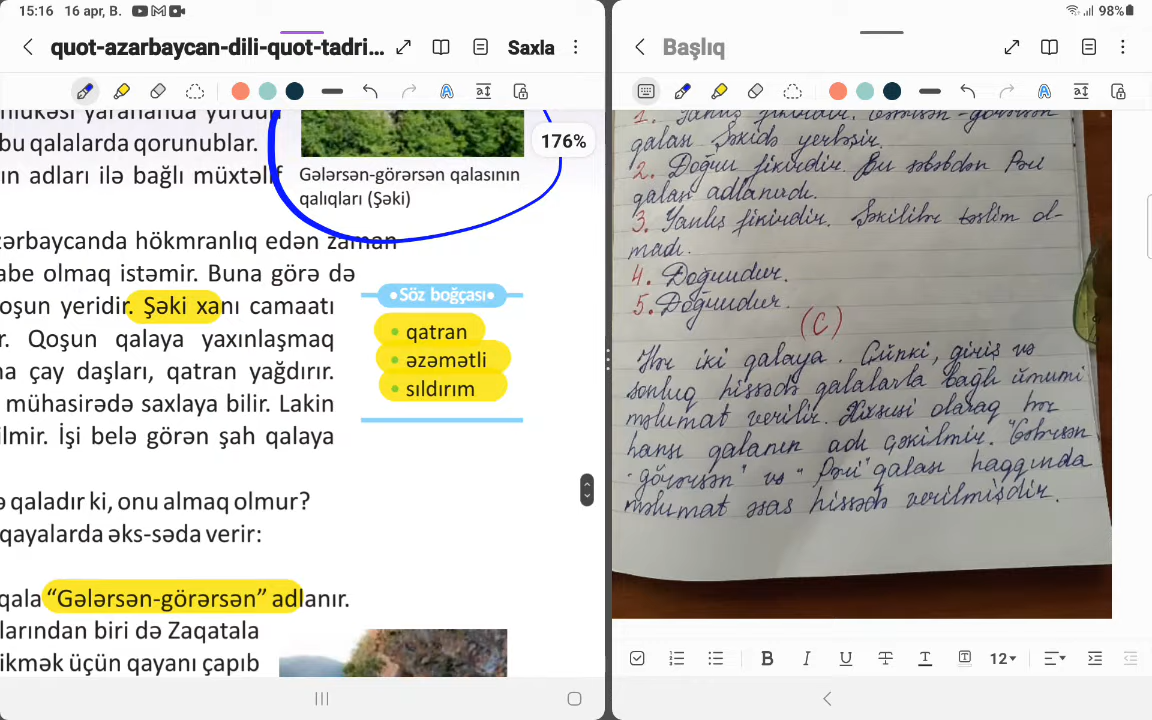 15:16 16 apr, B.
98%
quot-azarbaycan-dili-quot-tadri...
Saxla
Başlıq
bu qalalarda qorunublar.
ın adları ilə bağlı müxtəlif
176%
Gələrsən-görərsən qalasının
qalıqları (Şəki)
zərbaycanda hökmranlıq edən zaman
abe olmaq istəmir. Buna görə də
oşun yeridir. Şəki xanı camaatı
r. Qoşun qalaya yaxınlaşmaq
na çay daşları, qatran yağdırır.
mühasirədə saxlaya bilir. Lakin
ilmir. İşi belə görən şah qalaya
Söz boğçası
• qatran
• əzəmətli
• sıldırım
ə qaladır ki, onu almaq olmur?
qayalarda əks-səda verir:
qala “Gələrsən-görərsən” adlanır.
larından biri də Zaqatala
ikmək üçün qayanı çapıb
1. Yanlış fikirdir. Gələrsən-görərsən
qalası Şəkidə yerləşir.
2. Doğru fikirdir. Bu səbəbdən Pəri
qalası adlanırdı.
3. Yanlış fikirdir. Şəkililər təslim ol-
madı.
4. Doğrudur.
5. Doğrudur.
(C)
Hər iki qalaya. Çünki, giriş və
sonluq hissədə qalalarla bağlı ümumi
məlumat verilir. Xüsusi olaraq hər
hansı qalanın adı çəkilmir. "Gələrsən
-görərsən" və "Pəri" qalası haqqında
məlumat əsas hissədə verilmişdir.
B I U T T 12